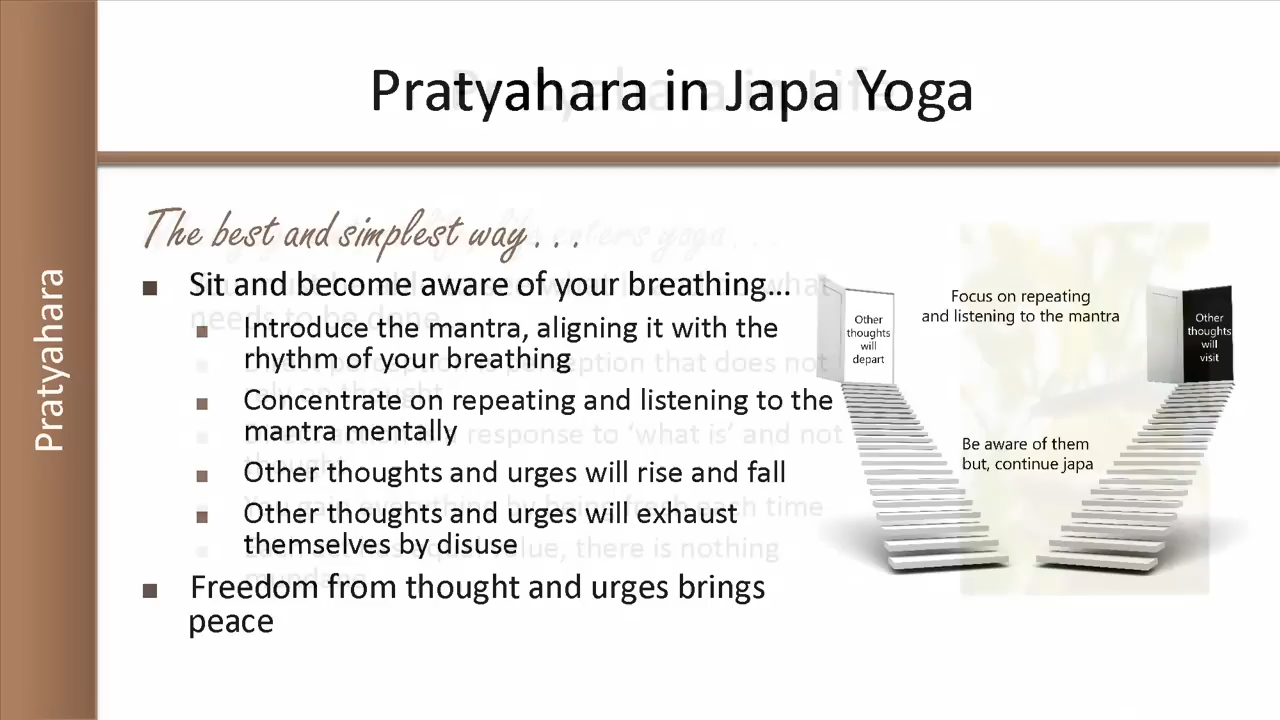 Pratyahara in Japa Yoga
Pratyahara
The best and simplest way . . .
Sit and become aware of your breathing...
Introduce the mantra, aligning it with the
rhythm of your breathing
Concentrate on repeating and listening to the
mantra mentally
Other thoughts and urges will rise and fall
Other thoughts and urges will exhaust
themselves by disuse
Freedom from thought and urges brings
peace
Other
thoughts
will
depart
Focus on repeating
and listening to the mantra
Other
thoughts
will
visit
Be aware of them
but, continue japa